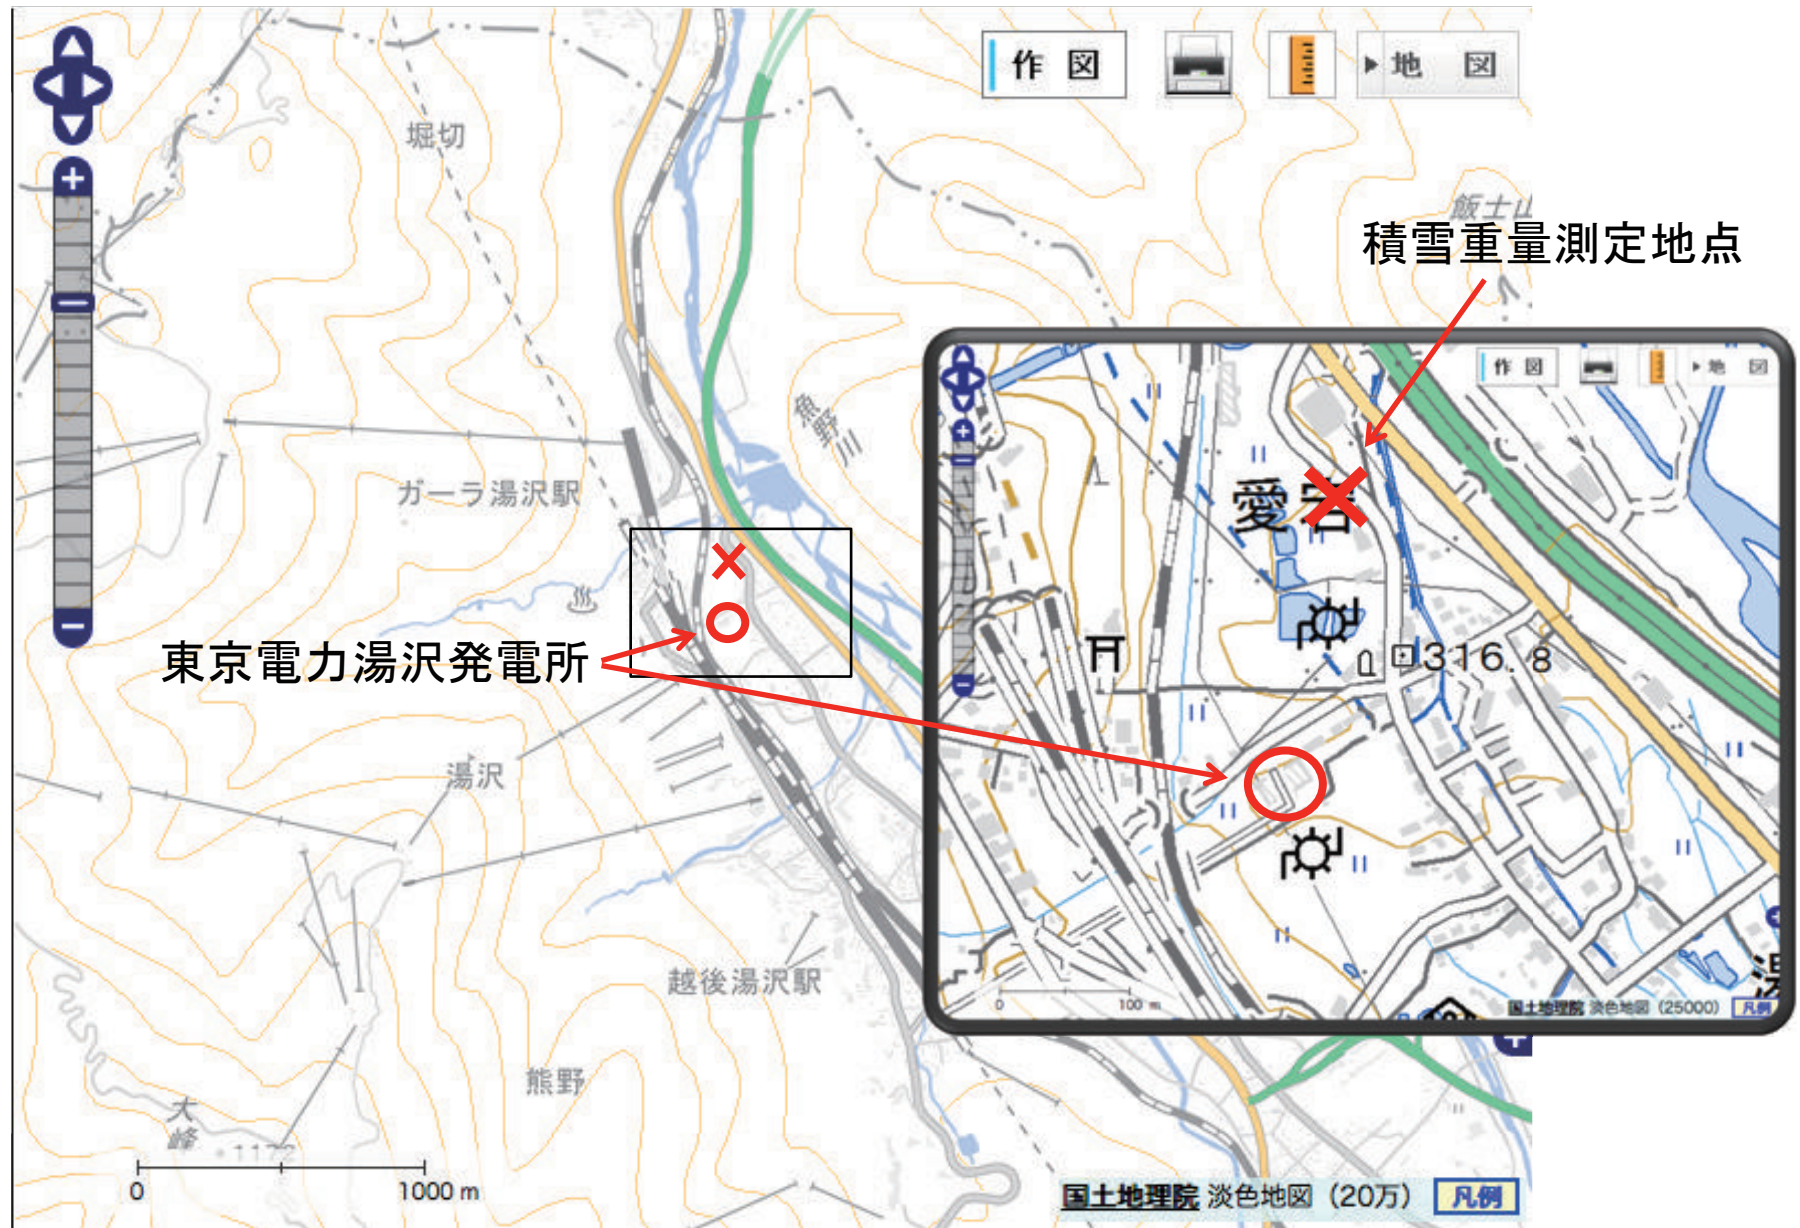 作 図
地 図
堀切
飯士山
積雪重量測定地点
魚野川
ガーラ湯沢駅
東京電力湯沢発電所
湯沢
越後湯沢駅
熊野
大峰
1172
0
1000 m
国土地理院 淡色地図（20万）
凡例
作 図
地 図
愛宕
316.8
0
100 m
国土地理院 淡色地図（25000）
凡例